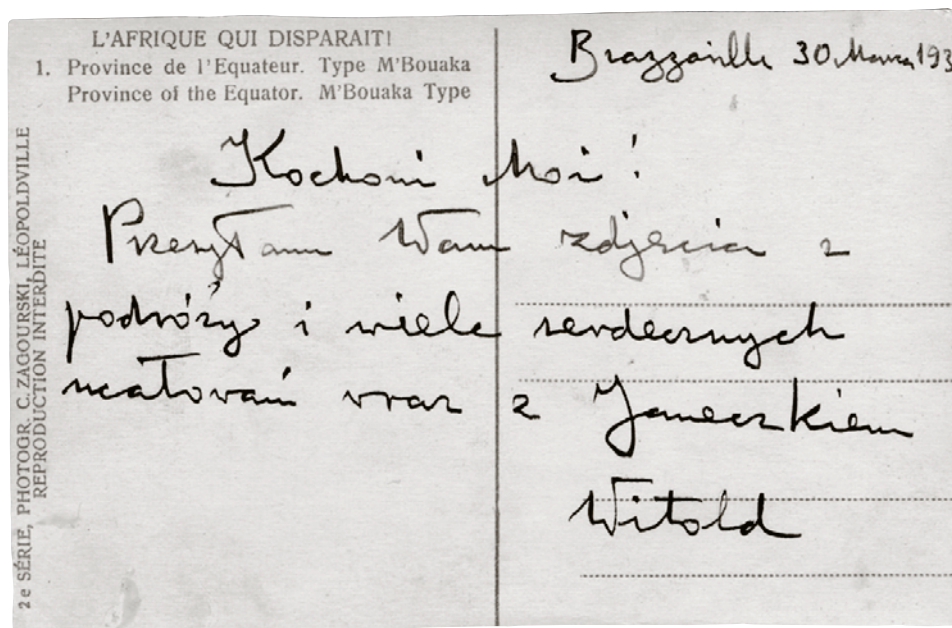 L'AFRIQUE QUI DISPARAIT!
1. Province de l'Equateur. Type M'Bouaka
Province of the Equator. M'Bouaka Type
2e SÉRIE, PHOTOGR. C. ZAGOURSKI, LÉOPOLDVILLE
REPRODUCTION INTERDITE
Brazzaville 30 Marca 193
Kochani Moi!
Przesyłam Wam zdjęcia z
podróży i wiele serdecznych
ucałowań wraz z Janeczkiem
Witold